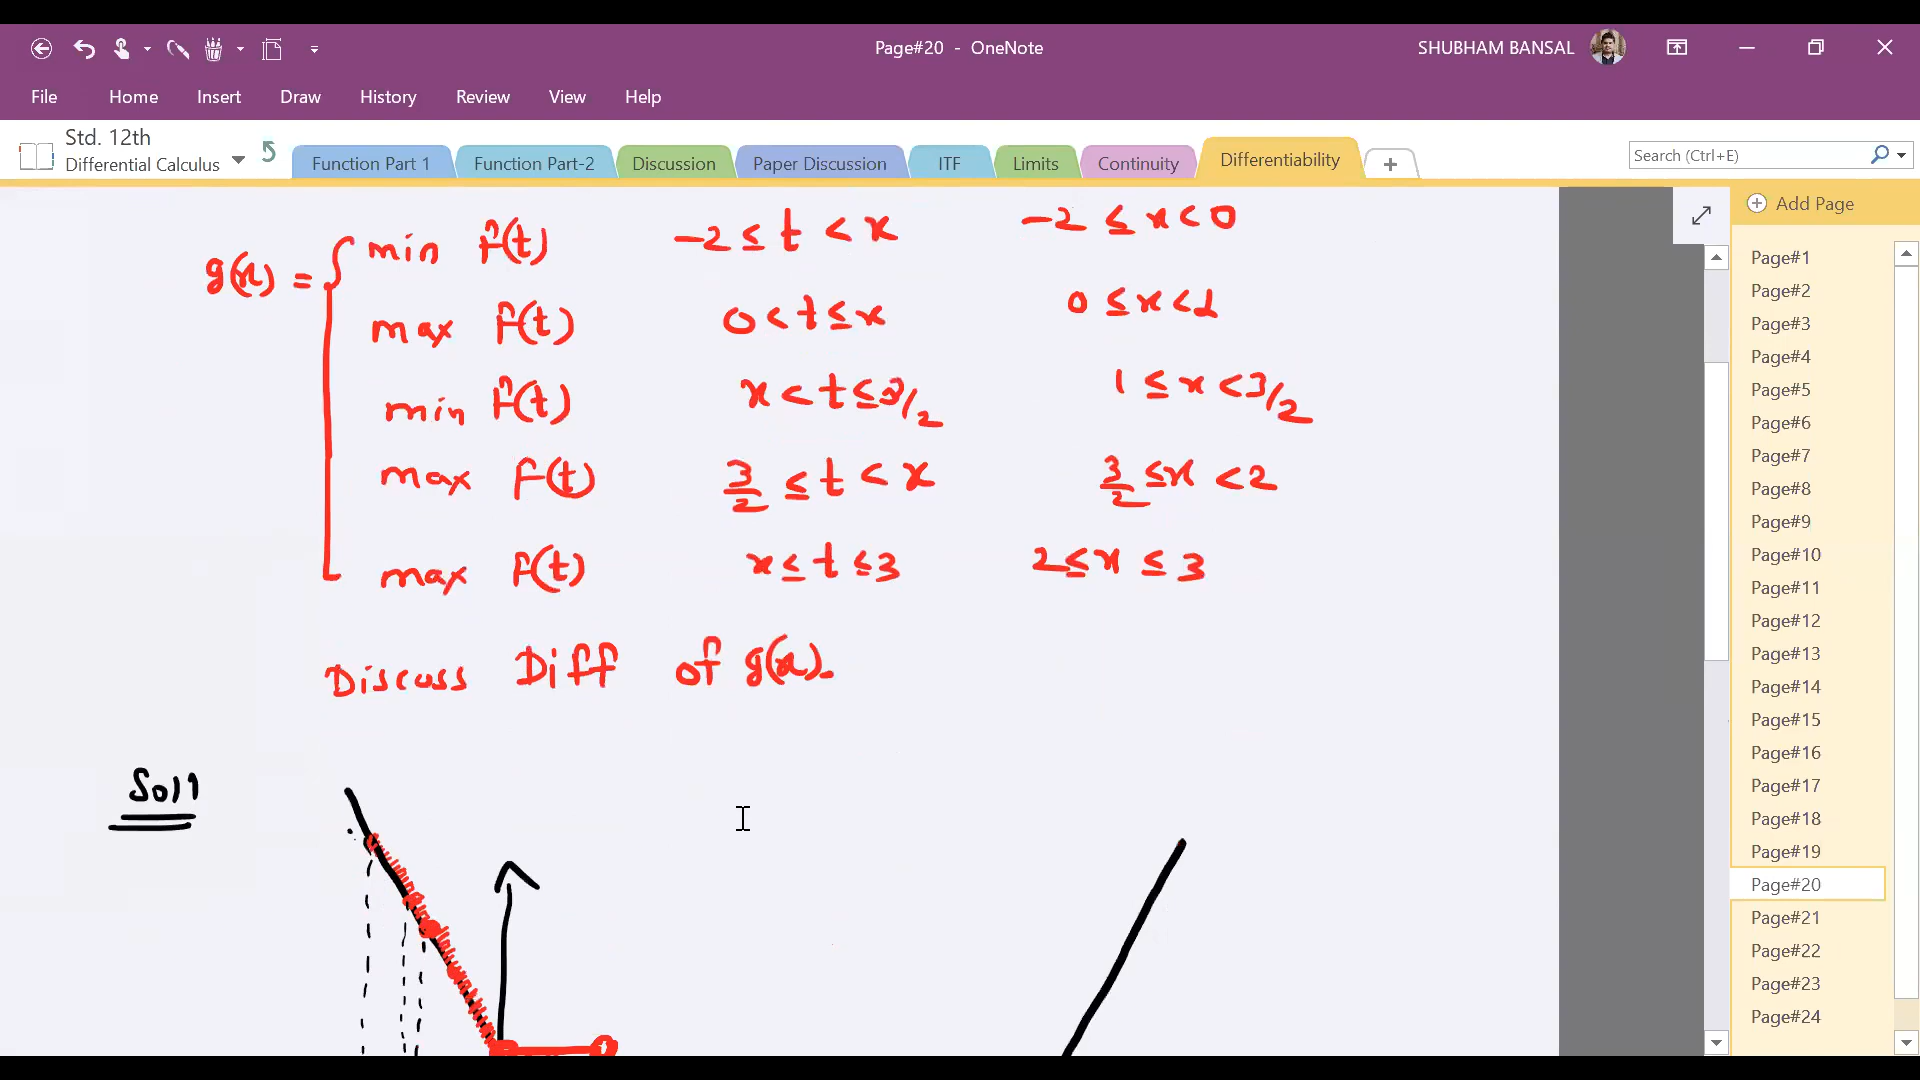 Page#20 - OneNote
SHUBHAM BANSAL
File Home Insert Draw History Review View Help
Std. 12th
Differential Calculus
Function Part 1 Function Part-2 Discussion Paper Discussion ITF Limits Continuity Differentiability
Search (Ctrl+E)
Add Page
g(x) = { min f(t) -2 ≤ t < x -2 ≤ x < 0
max f(t) 0 < t ≤ x 0 ≤ x < 1
min f(t) x < t ≤ 3/2 1 ≤ x < 3/2
max f(t) 3/2 ≤ t < x 3/2 ≤ x < 2
max f(t) x ≤ t ≤ 3 2 ≤ x ≤ 3
Discuss Diff of g(x).
Soln
Page#1
Page#2
Page#3
Page#4
Page#5
Page#6
Page#7
Page#8
Page#9
Page#10
Page#11
Page#12
Page#13
Page#14
Page#15
Page#16
Page#17
Page#18
Page#19
Page#20
Page#21
Page#22
Page#23
Page#24